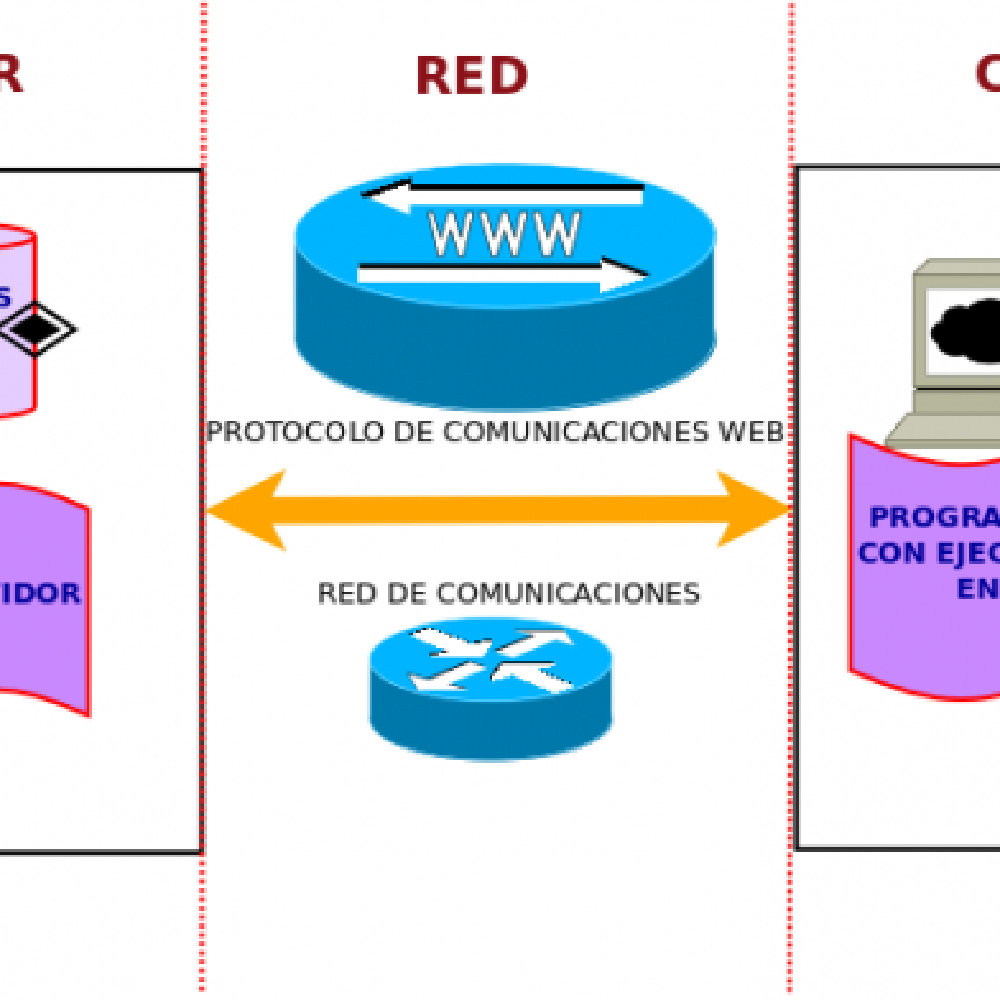 R
RED
C
WWW
S
PROTOCOLO DE COMUNICACIONES WEB
RED DE COMUNICACIONES
IDOR
PROGRA
CON EJEC
EN